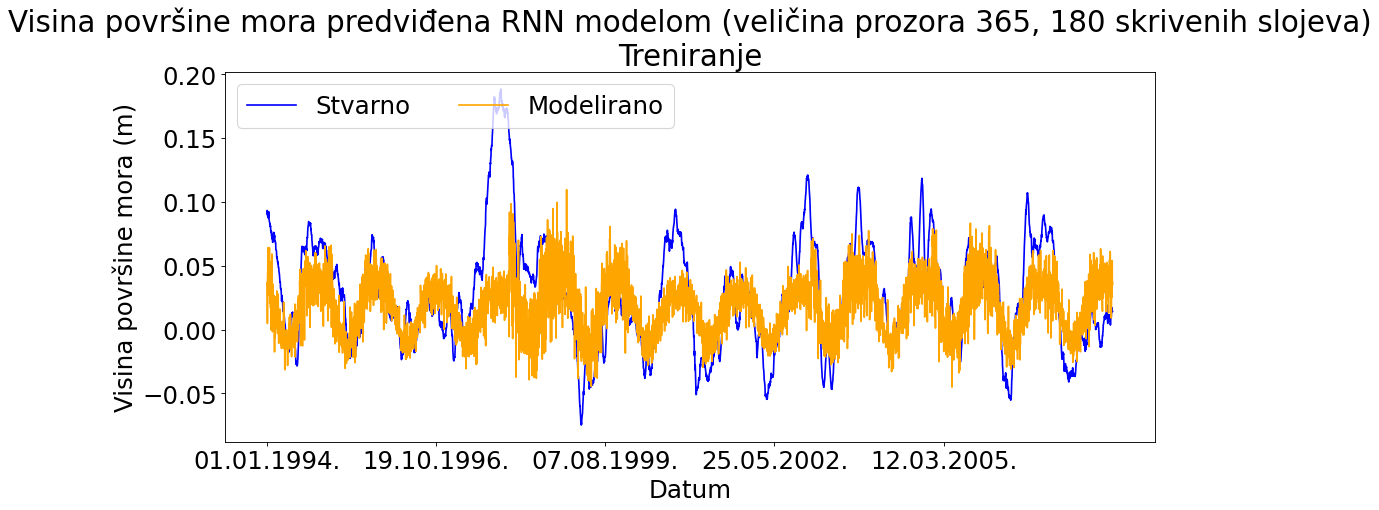 Visina površine mora predviđena RNN modelom (veličina prozora 365, 180 skrivenih slojeva)
Treniranje
Stvarno
Modelirano
Visina površine mora (m)
0.20
0.15
0.10
0.05
0.00
−0.05
01.01.1994. 19.10.1996. 07.08.1999. 25.05.2002. 12.03.2005.
Datum